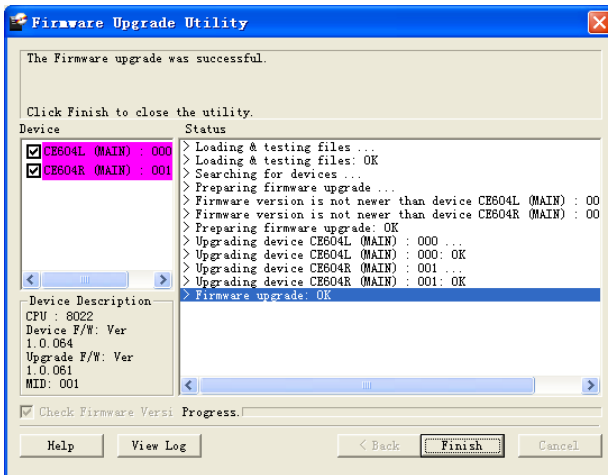 Firmware Upgrade Utility
The Firmware upgrade was successful.
Click Finish to close the utility.
Device
Status
CE604L (MAIN) : 000
CE604R (MAIN) : 001
> Loading & testing files ...
> Loading & testing files: OK
> Searching for devices ...
> Preparing firmware upgrade ...
> Firmware version is not newer than device CE604L (MAIN) : 00
> Firmware version is not newer than device CE604R (MAIN) : 00
> Preparing firmware upgrade: OK
> Upgrading device CE604L (MAIN) : 000 ...
> Upgrading device CE604L (MAIN) : 000: OK
> Upgrading device CE604R (MAIN) : 001 ...
> Upgrading device CE604R (MAIN) : 001: OK
> Firmware upgrade: OK
Device Description
CPU : 8022
Device F/W: Ver
1.0.064
Upgrade F/W: Ver
1.0.061
MID: 001
Check Firmware Versi
Progress.
Help
View Log
< Back
Finish
Cancel